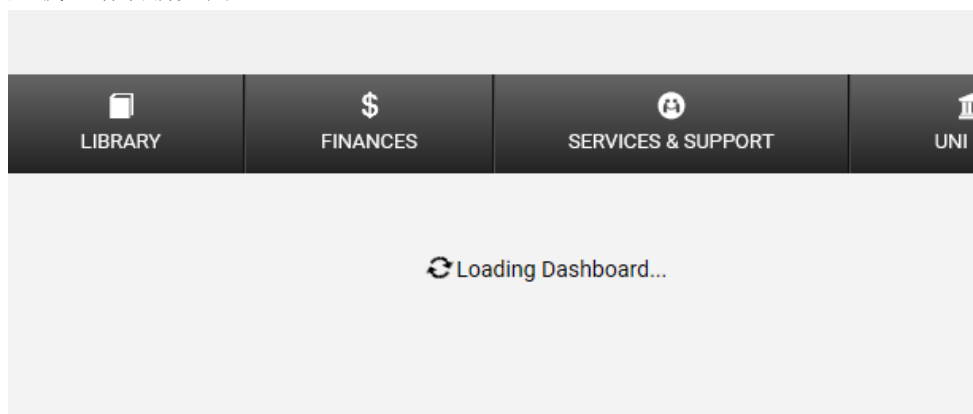 LIBRARY
FINANCES
SERVICES & SUPPORT
UNI
Loading Dashboard...